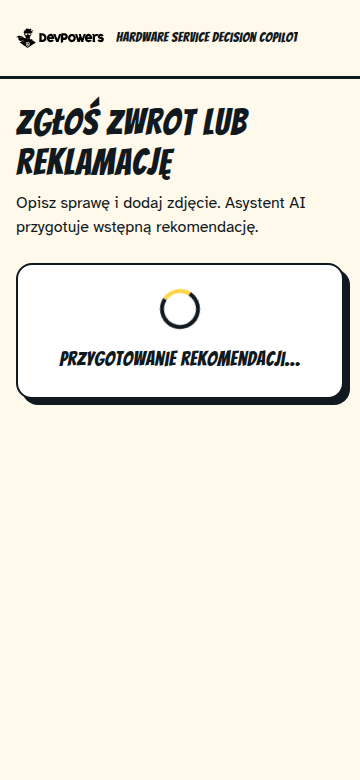 DEVPOWERS HARDWARE SERVICE DECISION COPILOT
ZGŁOŚ ZWROT LUB
REKLAMACJĘ
Opisz sprawę i dodaj zdjęcie. Asystent AI
przygotuje wstępną rekomendację.
PRZYGOTOWANIE REKOMENDACJI...